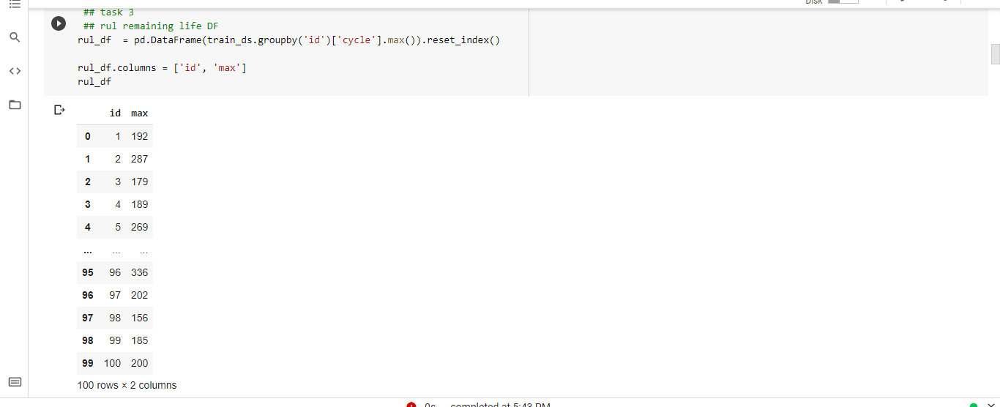 Disk
## task 3
## rul remaining life DF
rul_df  = pd.DataFrame(train_ds.groupby('id')['cycle'].max()).reset_index()
rul_df.columns = ['id', 'max']
rul_df
id max
0 1 192
1 2 287
2 3 179
3 4 189
4 5 269
... ... ...
95 96 336
96 97 202
97 98 156
98 99 185
99 100 200
100 rows × 2 columns
0s completed at 5:43 PM